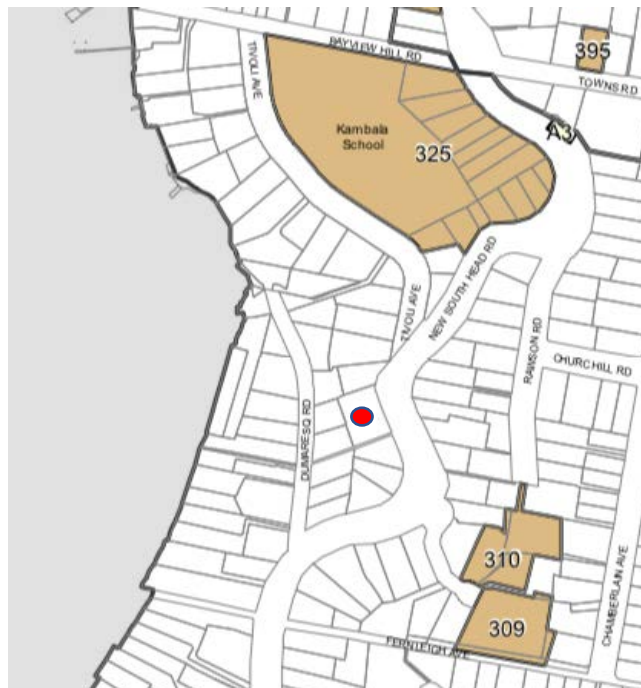 BAYVIEW HILL RD
395
TIVOLI AVE
TOWNS RD
A3
Kambala
School
325
NEW SOUTH HEAD RD
TIVOLI AVE
RAWSON RD
CHURCHILL RD
DUMARESQ RD
310
CHAMBERLAIN AVE
309
FERNLEIGH AVE